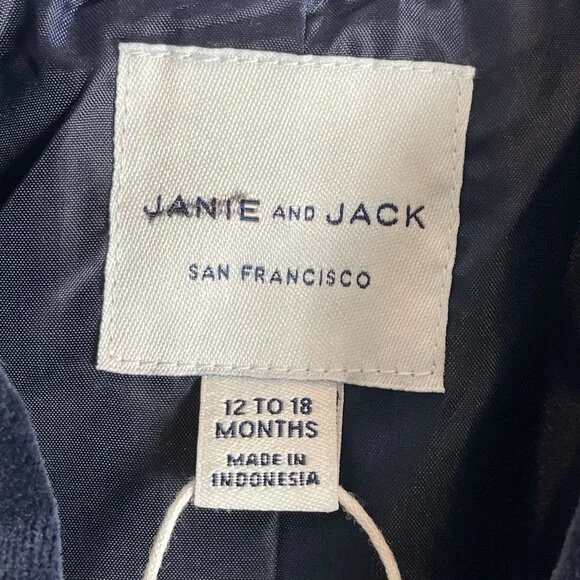 JANIE AND JACK
SAN FRANCISCO
12 TO 18
MONTHS
MADE IN
INDONESIA